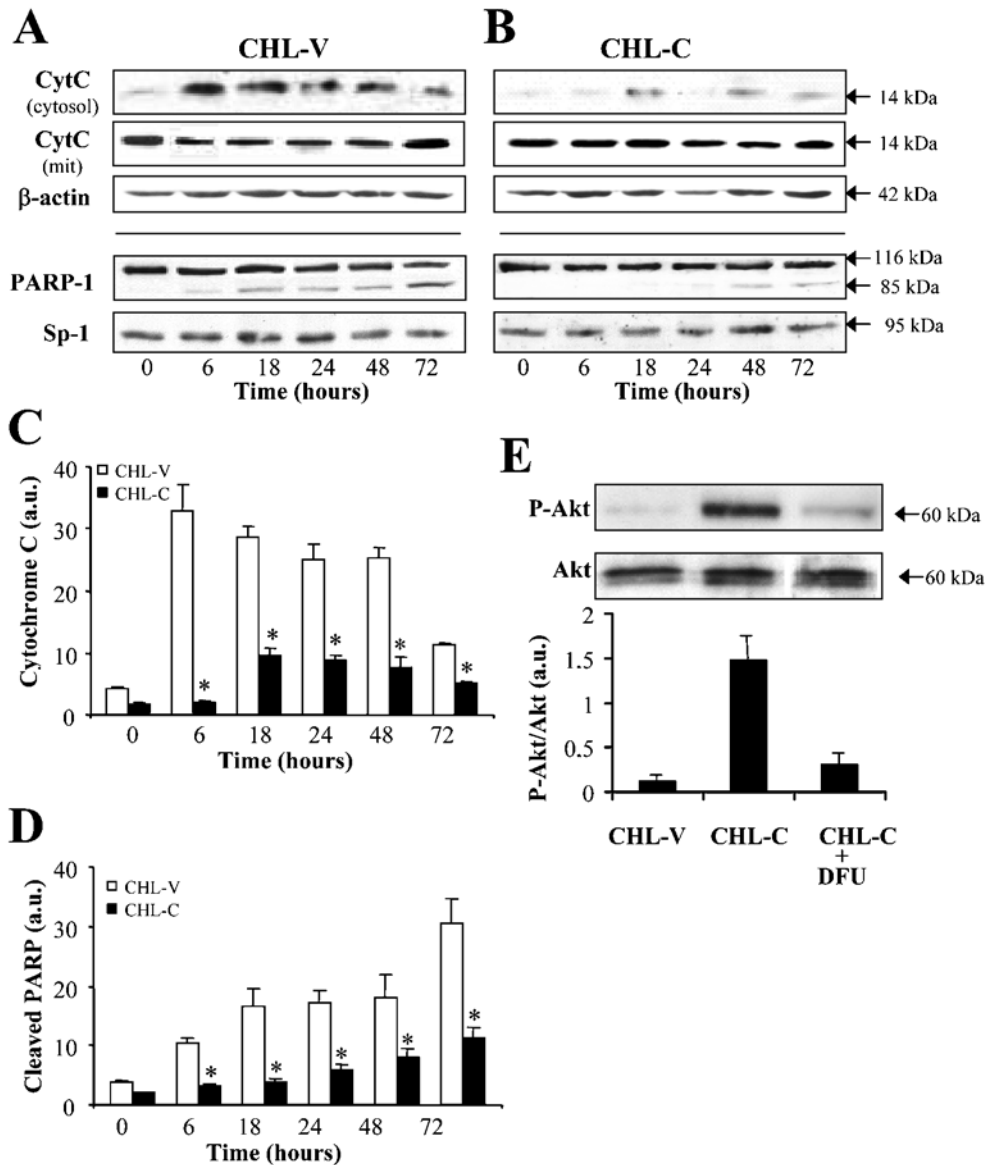 A
B
CHL-V
CHL-C
CytC
(cytosol)
14 kDa
CytC
(mit)
14 kDa
β-actin
42 kDa
PARP-1
116 kDa
85 kDa
Sp-1
95 kDa
0 6 18 24 48 72
Time (hours)
0 6 18 24 48 72
Time (hours)
C
CHL-V
CHL-C
Cytochrome C (a.u.)
40
30
20
10
0
* * * * *
0 6 18 24 48 72
Time (hours)
D
CHL-V
CHL-C
Cleaved PARP (a.u.)
40
30
20
10
0
* * * * *
0 6 18 24 48 72
Time (hours)
E
P-Akt
60 kDa
Akt
60 kDa
P-Akt/Akt (a.u.)
2
1.5
1
0.5
0
CHL-V CHL-C CHL-C
+
DFU